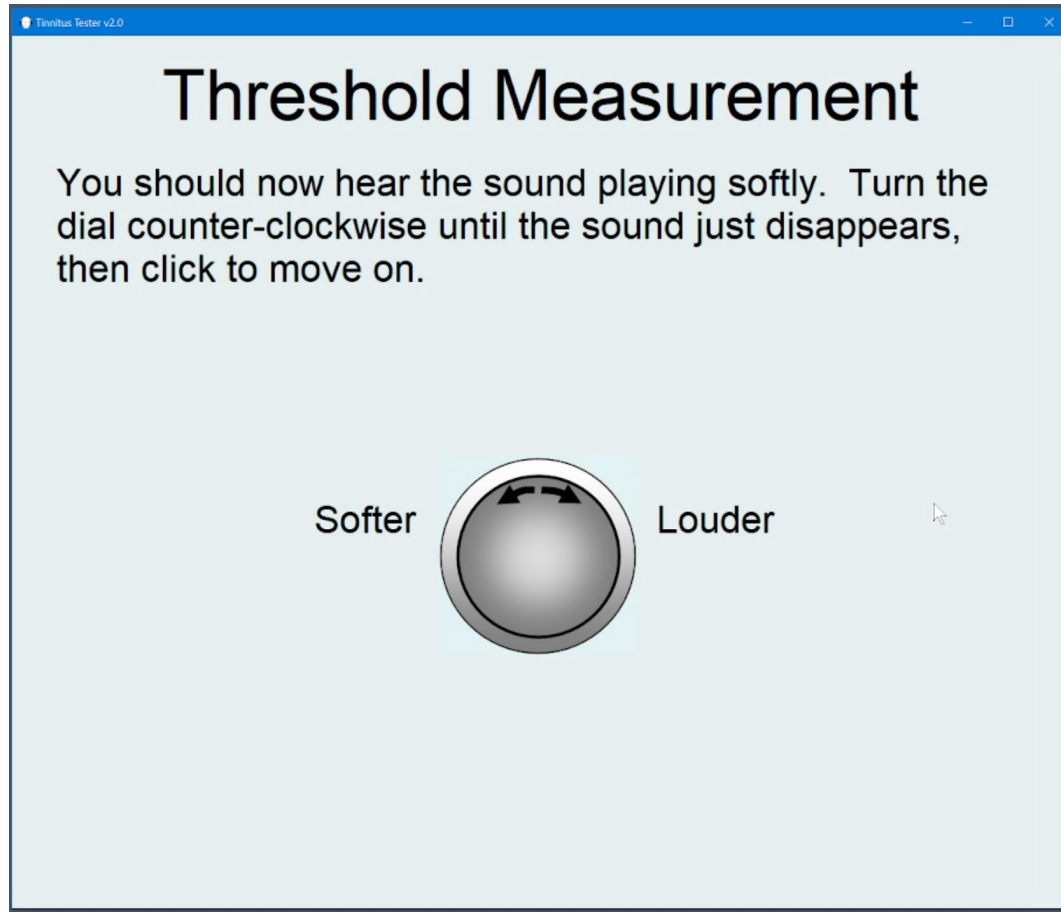 Tinnitus Tester v2.0
Threshold Measurement
You should now hear the sound playing softly.  Turn the
dial counter-clockwise until the sound just disappears,
then click to move on.
Softer
Louder